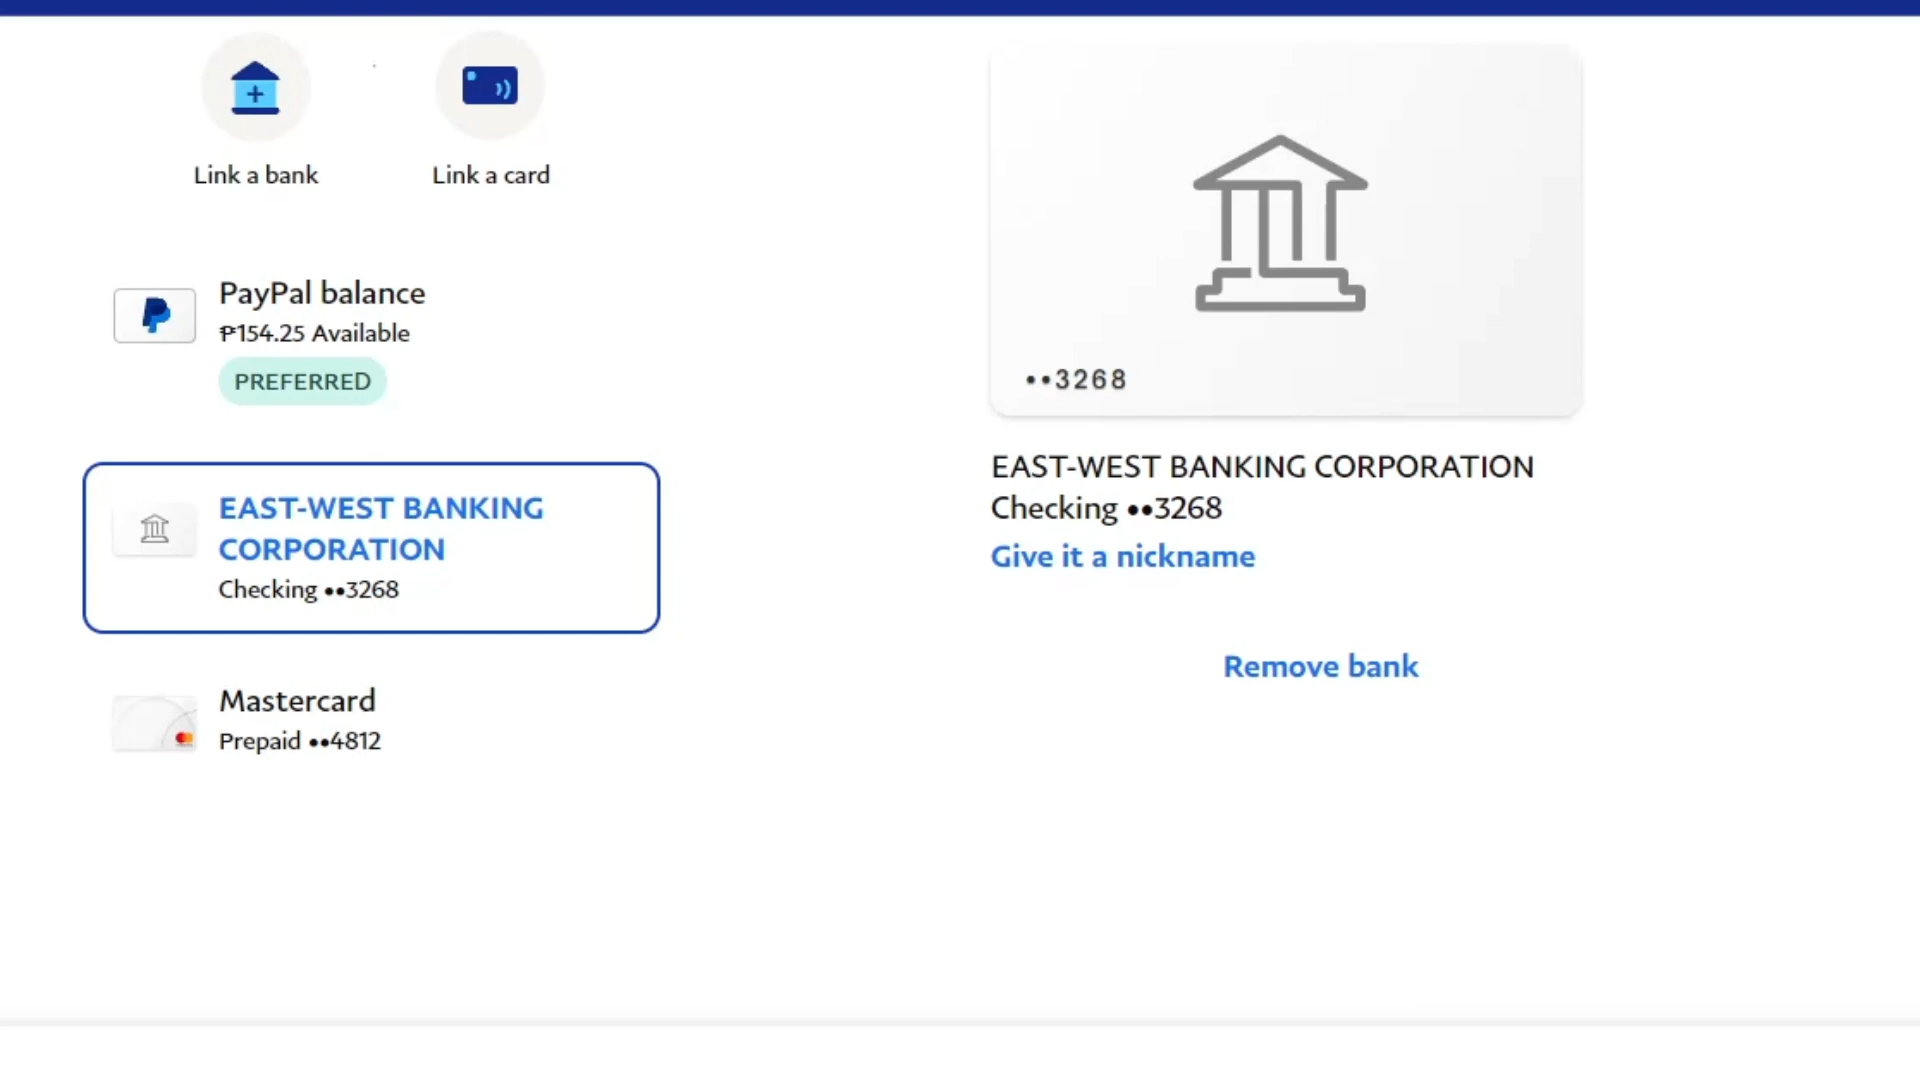 Link a bank
Link a card
PayPal balance
₱154.25 Available
PREFERRED
EAST-WEST BANKING
CORPORATION
Checking ••3268
Mastercard
Prepaid ••4812
••3268
EAST-WEST BANKING CORPORATION
Checking ••3268
Give it a nickname
Remove bank